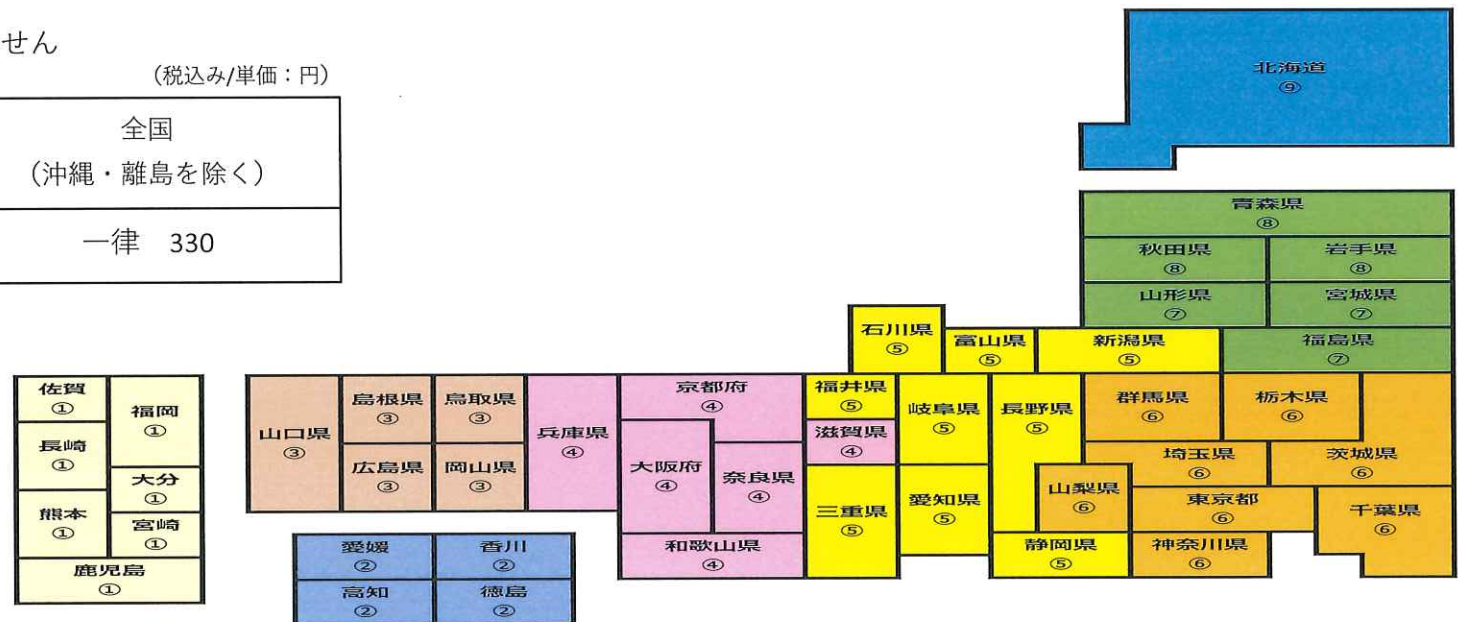 せん
（税込み/単価：円）
全国
（沖縄・離島を除く）
一律　330
北海道
⑨
青森県
⑧
秋田県
⑧
岩手県
⑧
山形県
⑦
宮城県
⑦
石川県
⑤
富山県
⑤
新潟県
⑤
福島県
⑦
佐賀
①
福岡
①
長崎
①
大分
①
熊本
①
宮崎
①
鹿児島
①
山口県
③
島根県
③
鳥取県
③
広島県
③
岡山県
③
兵庫県
④
京都府
④
大阪府
④
奈良県
④
和歌山県
④
福井県
⑤
滋賀県
④
三重県
⑤
岐阜県
⑤
愛知県
⑤
長野県
⑤
山梨県
⑥
静岡県
⑤
群馬県
⑥
栃木県
⑥
埼玉県
⑥
茨城県
⑥
東京都
⑥
千葉県
⑥
神奈川県
⑥
愛媛
②
香川
②
高知
②
徳島
②